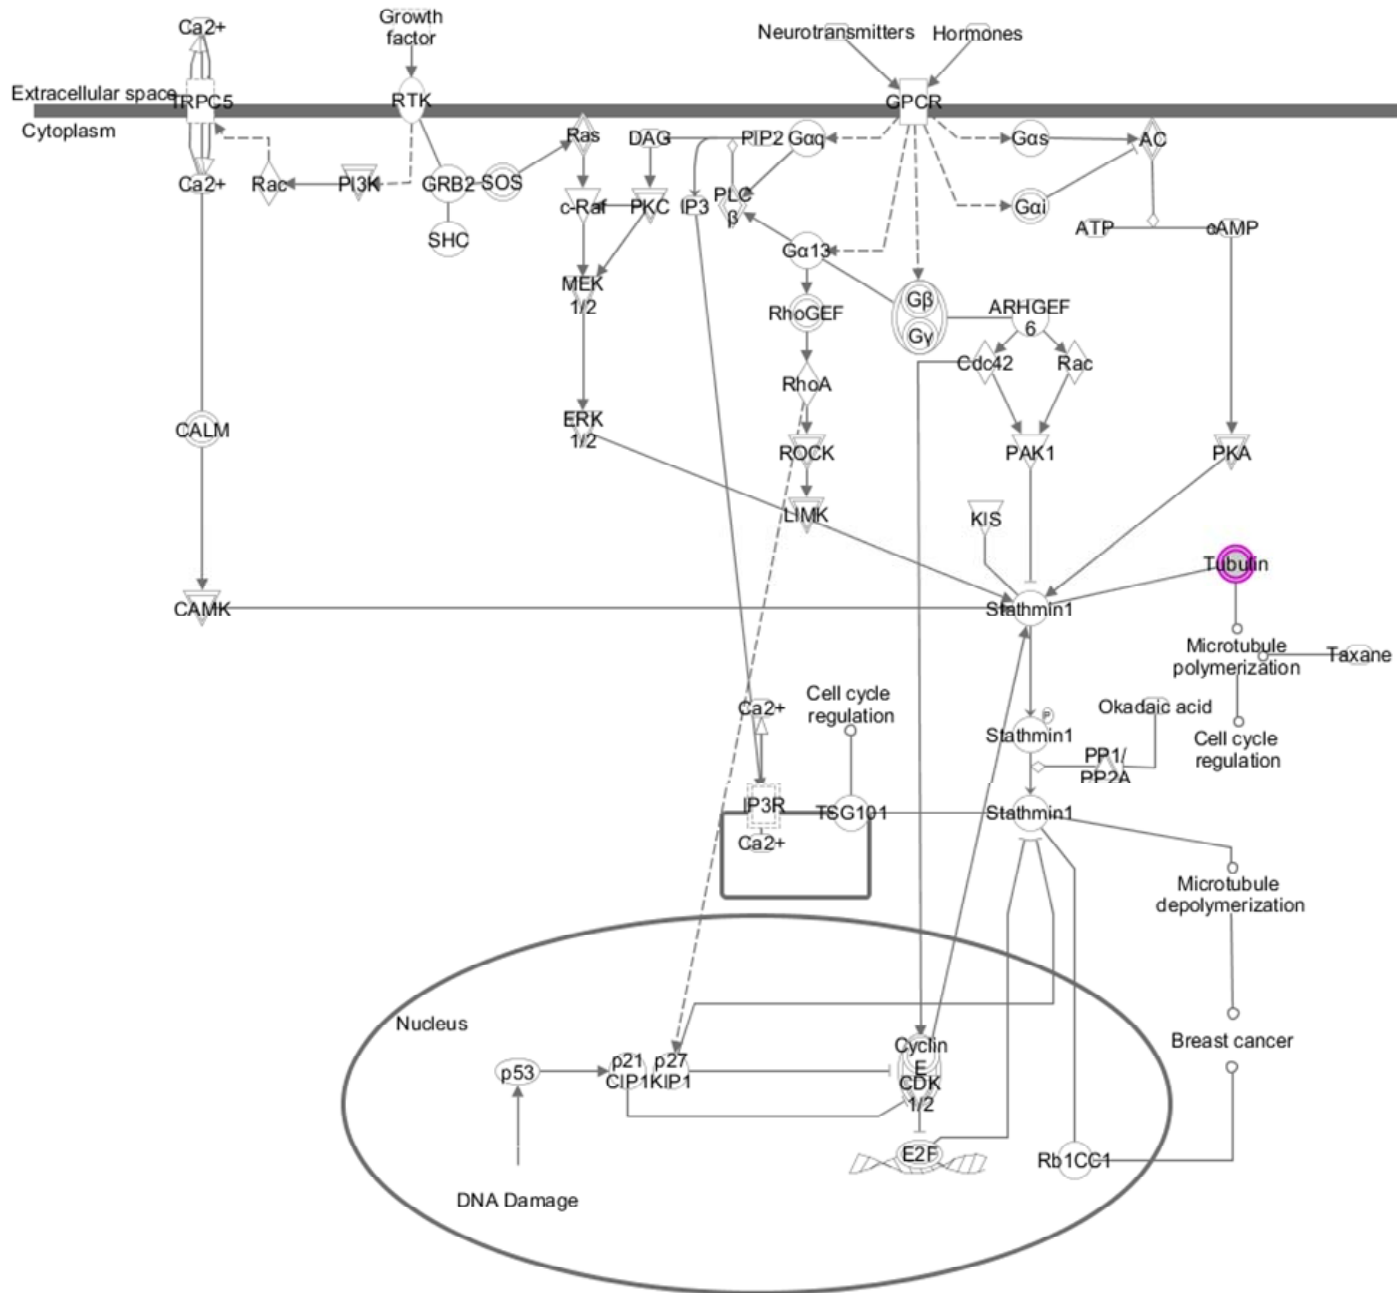 Ca2+
Growth
factor
Neurotransmitters
Hormones
Extracellular space
TRPC5
RTK
GPCR
Cytoplasm
Ras
DAG
PIP2
Gαq
Gαs
AC
Ca2+
Rac
PI3K
GRB2
SOS
c-Raf
PKC
IP3
PLC
β
Gαi
SHC
ATP
cAMP
Gα13
MEK
1/2
Gβ
Gγ
RhoGEF
ARHGEF
6
Cdc42
Rac
RhoA
CALM
ERK
1/2
ROCK
PAK1
PKA
LIMK
KIS
Tubulin
CAMK
Stathmin1
Microtubule
polymerization
Taxane
Cell cycle
regulation
Ca2+
Okadaic acid
P
Stathmin1
Cell cycle
regulation
PP1/
PP2A
IP3R
TSG101
Stathmin1
Ca2+
Microtubule
depolymerization
Nucleus
Breast cancer
p53
p21
CIP1
p27
KIP1
Cyclin
E
CDK
1/2
E2F
Rb1CC1
DNA Damage